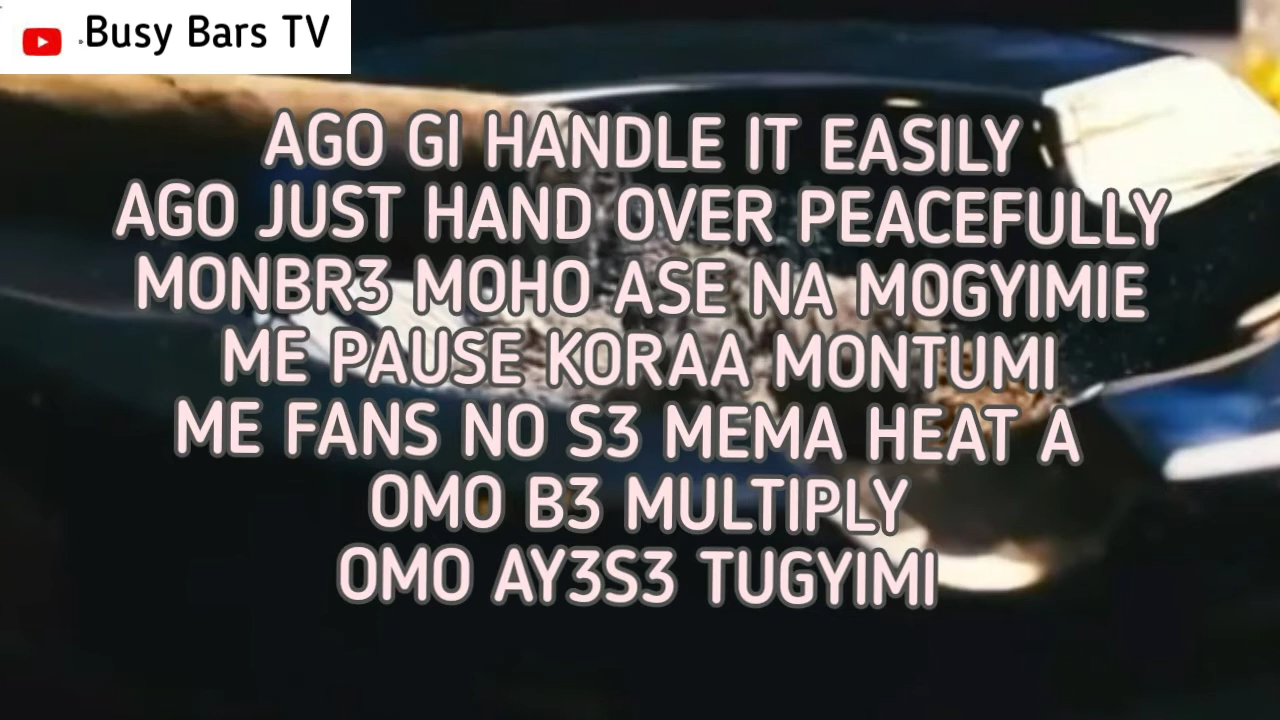 Busy Bars TV
AGO GI HANDLE IT EASILY
AGO JUST HAND OVER PEACEFULLY
MONBR3 MOHO ASE NA MOGYIMIE
ME PAUSE KORAA MONTUMI
ME FANS NO S3 MEMA HEAT A
OMO B3 MULTIPLY
OMO AY3S3 TUGYIMI